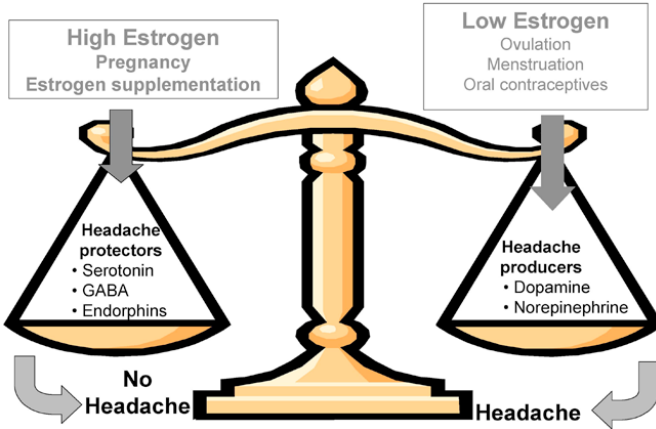 High Estrogen
Pregnancy
Estrogen supplementation
Low Estrogen
Ovulation
Menstruation
Oral contraceptives
Headache
protectors
• Serotonin
• GABA
• Endorphins
Headache
producers
• Dopamine
• Norepinephrine
No
Headache
Headache